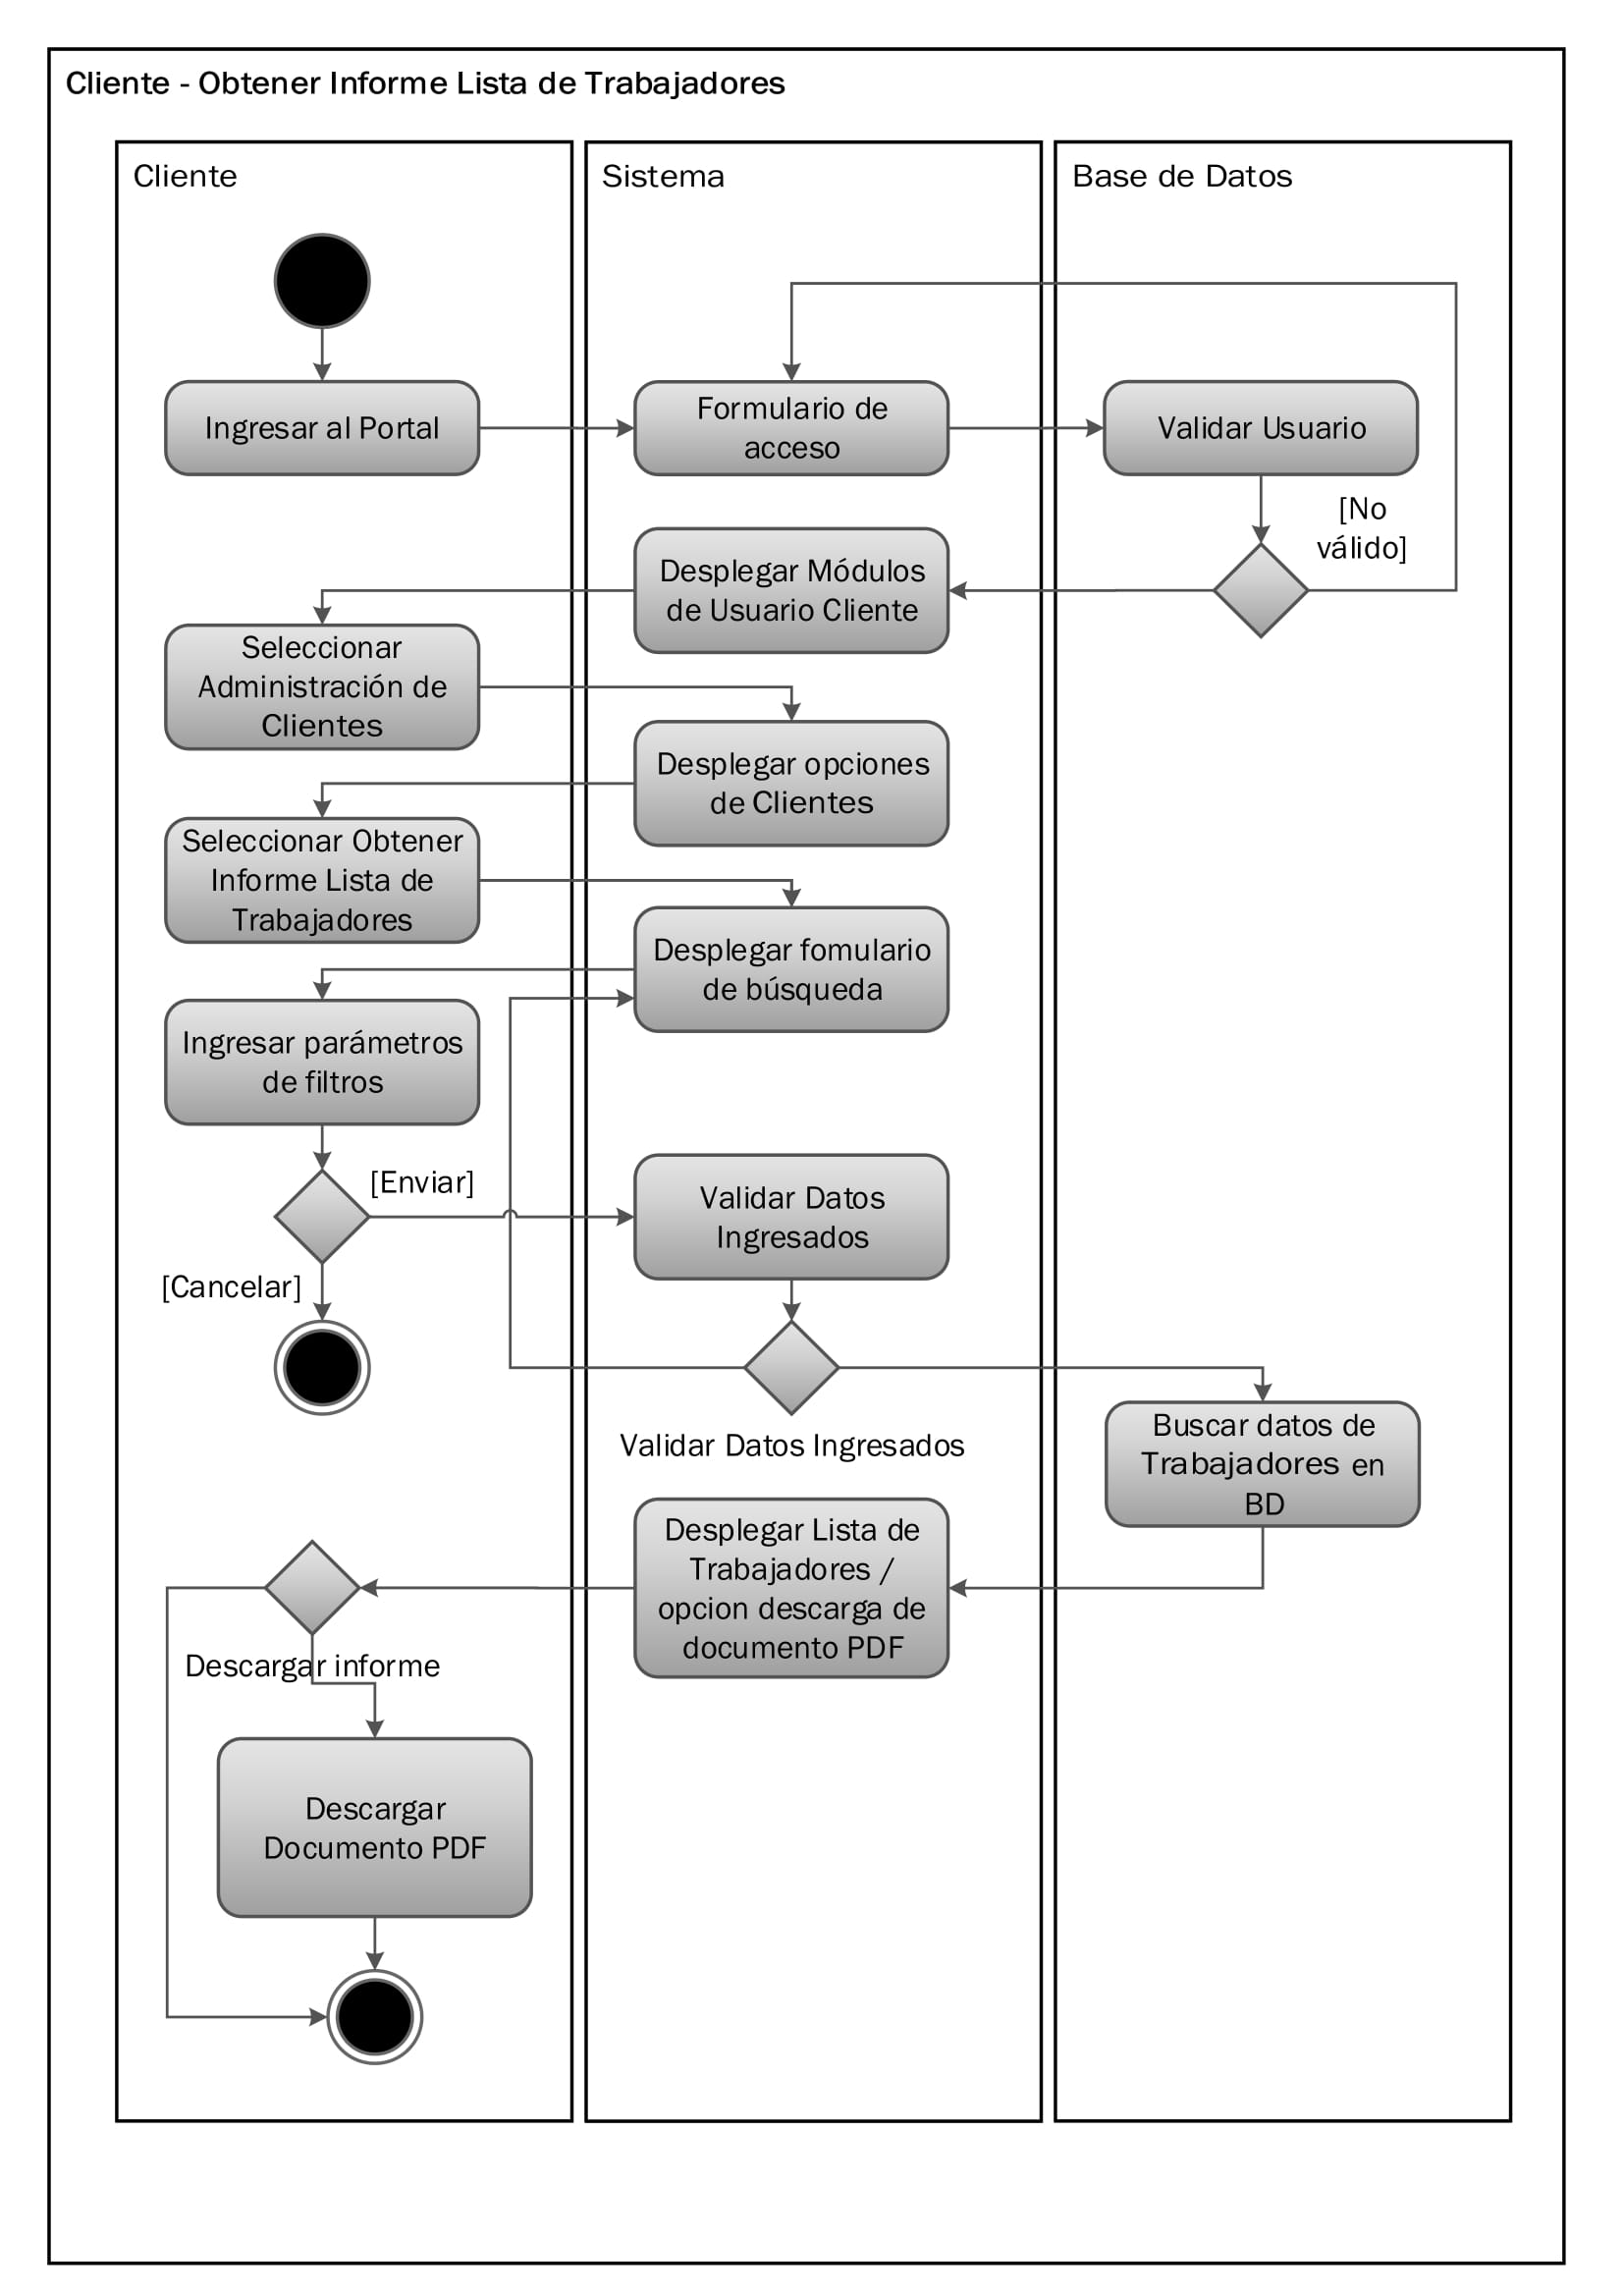 Cliente - Obtener Informe Lista de Trabajadores
Cliente
Sistema
Base de Datos
Ingresar al Portal
Formulario de
acceso
Validar Usuario
[No
válido]
Desplegar Módulos
de Usuario Cliente
Seleccionar
Administración de
Clientes
Desplegar opciones
de Clientes
Seleccionar Obtener
Informe Lista de
Trabajadores
Desplegar fomulario
de búsqueda
Ingresar parámetros
de filtros
[Enviar]
Validar Datos
Ingresados
[Cancelar]
Validar Datos Ingresados
Buscar datos de
Trabajadores en
BD
Desplegar Lista de
Trabajadores /
opcion descarga de
documento PDF
Descargar informe
Descargar
Documento PDF